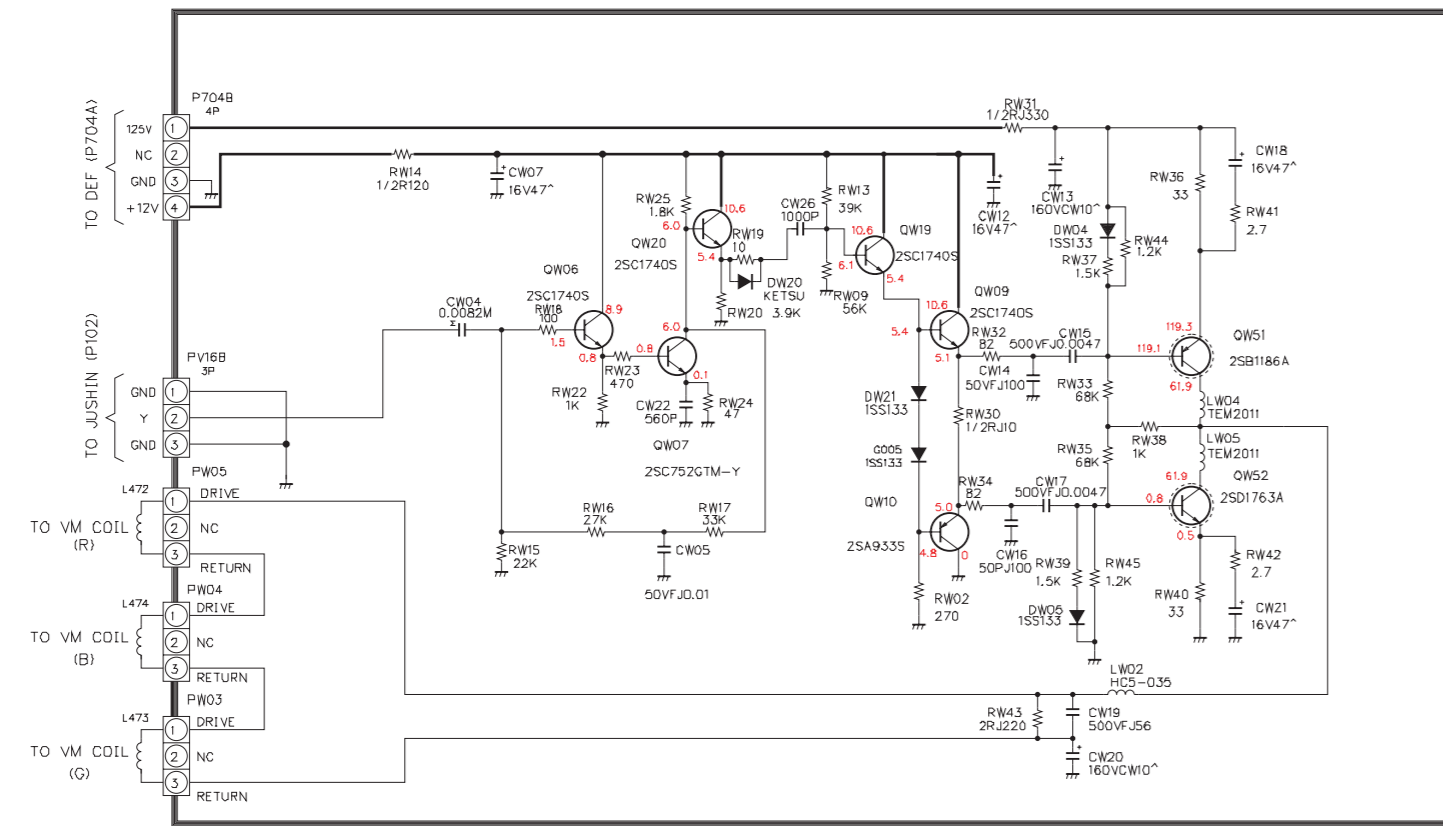 P704B
4P
TO DEF (P704A)
125V
1
NC
2
GND
3
+12V
4
RW14
1/2R120
CW07
16V47^
RW31
1/2RJ330
CW18
16V47^
RW36
33
RW41
2.7
CW13
160VCW10^
CW12
16V47^
DW04
1SS133
RW44
1.2K
RW37
1.5K
RW25
1.8K
6.0
10.6
QW20
2SC1740S
5.4
RW19
10
CW26
1000P
RW13
39K
10.6
QW19
2SC1740S
6.1
5.4
DW20
KETSU
RW20
3.9K
RW09
56K
QW06
2SC1740S
CW04
0.0082M
RW18
100
8.9
1.5
0.8
RW23
470
0.8
6.0
0.1
RW22
1K
CW22
560P
RW24
47
QW07
2SC752GTM-Y
10.6
QW09
2SC1740S
5.4
5.1
RW32
82
CW15
500VFJ0.0047
CW14
50VFJ100
119.3
119.1
61.9
QW51
2SB1186A
RW33
68K
LW04
TEM2011
RW38
1K
LW05
TEM2011
RW35
68K
DW21
1SS133
RW30
1/2RJ10
G005
1SS133
QW10
2SA933S
5.0
4.8
0
RW34
82
CW17
500VFJ0.0047
61.9
0.8
0.5
QW52
2SD1763A
CW16
50PJ100
RW39
1.5K
RW45
1.2K
RW42
2.7
RW40
33
DW05
1SS133
CW21
16V47^
RW02
270
TO JUSHIN (P102)
PV16B
3P
GND
1
Y
2
GND
3
RW16
27K
RW17
33K
RW15
22K
CW05
50VFJ0.01
PW05
L472
1
DRIVE
TO VM COIL
(R)
2
NC
3
RETURN
PW04
L474
1
DRIVE
TO VM COIL
(B)
2
NC
3
RETURN
PW03
L473
1
DRIVE
TO VM COIL
(G)
2
NC
3
RETURN
LW02
HC5-035
RW43
2RJ220
CW19
500VFJ56
CW20
160VCW10^